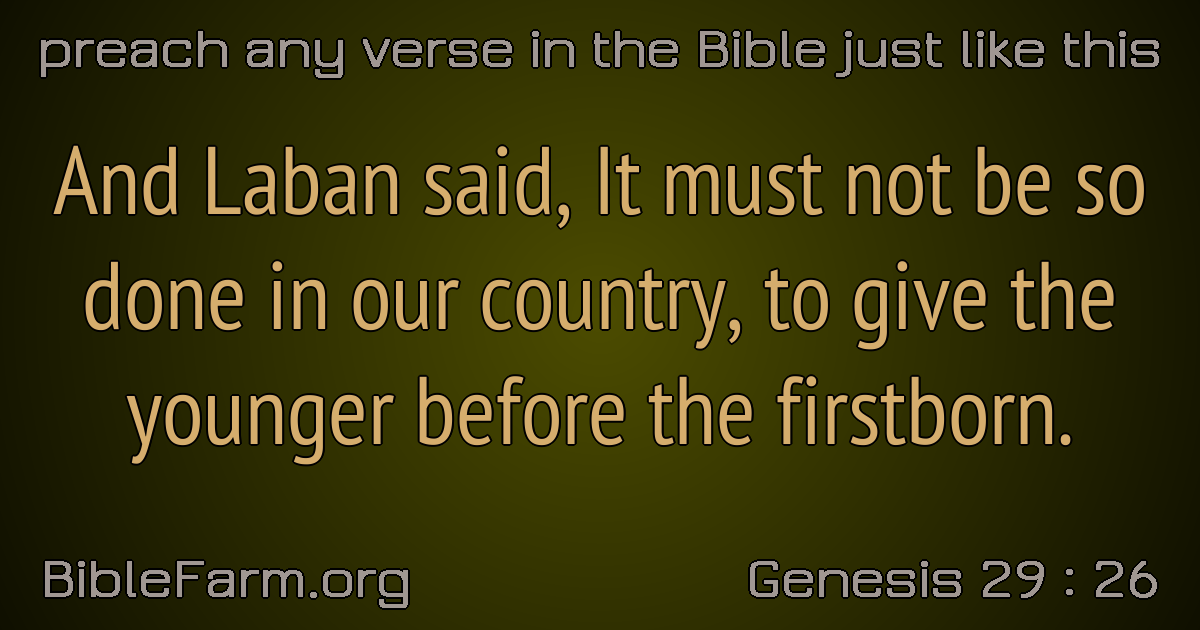 preach any verse in the Bible just like this
And Laban said, It must not be so
done in our country, to give the
younger before the firstborn.
BibleFarm.org
Genesis 29 : 26